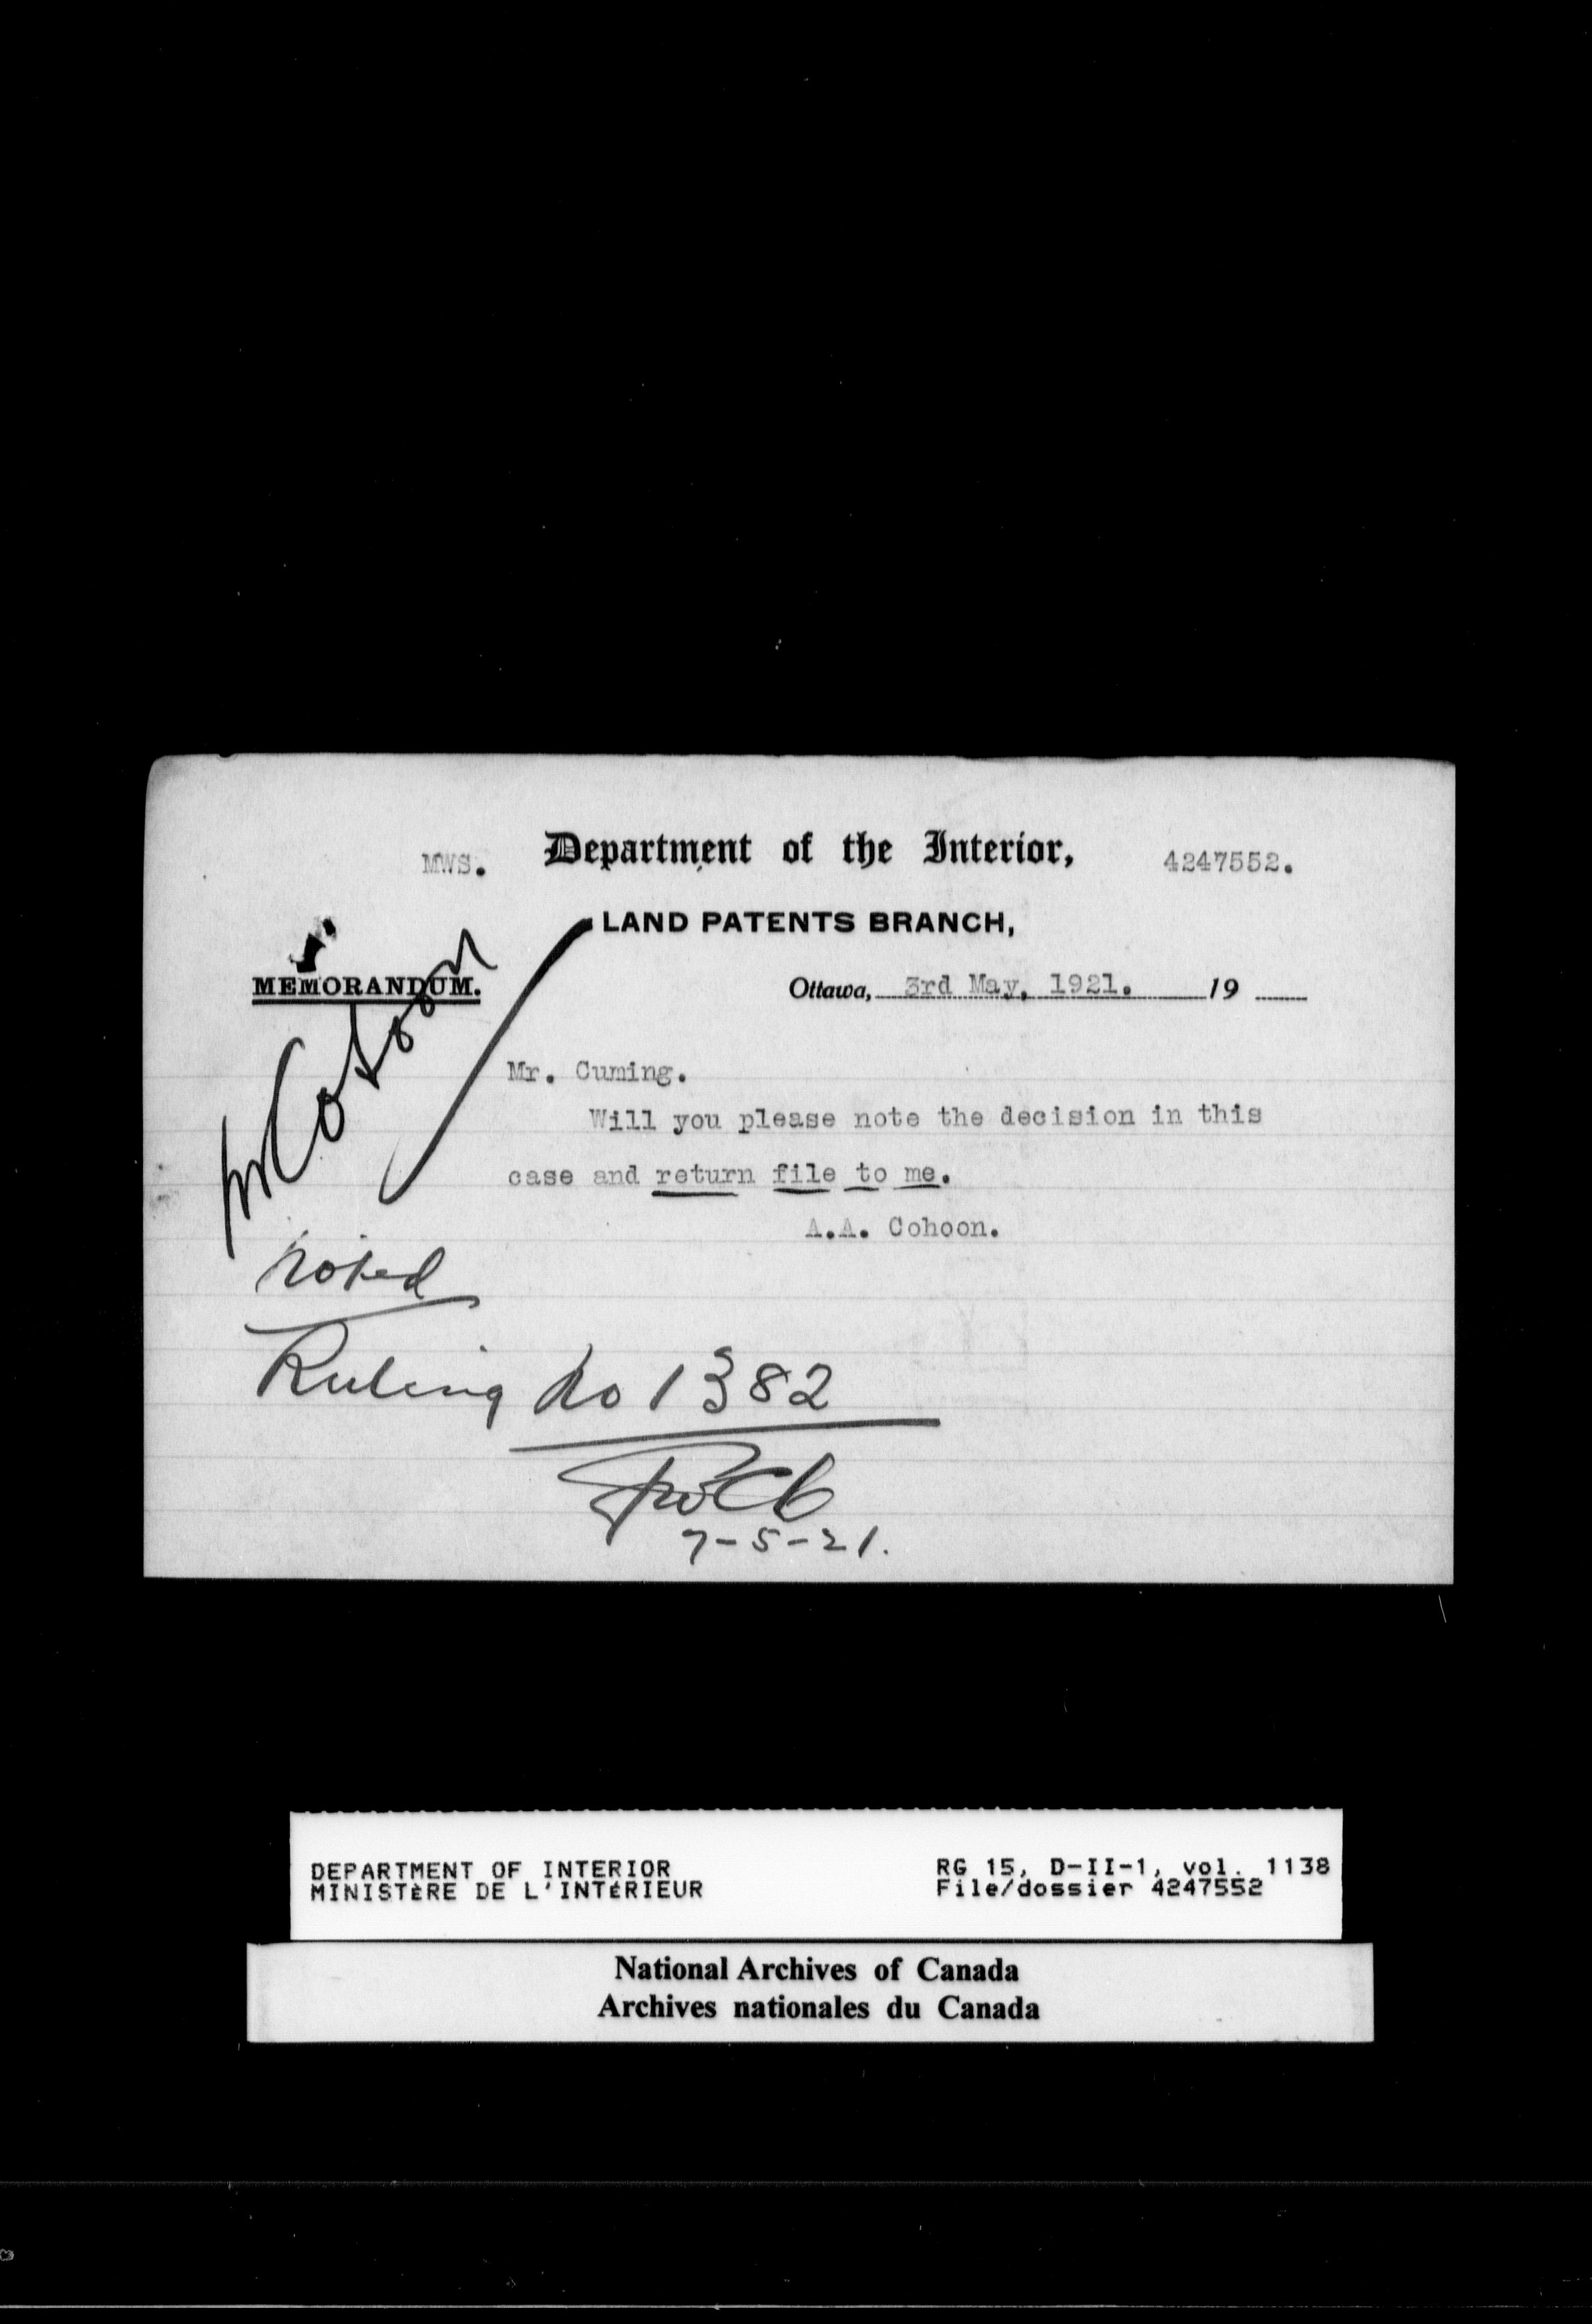 MWS. Department of the Interior, 4247552.
LAND PATENTS BRANCH,
MEMORANDUM.
Ottawa, 3rd May, 1921. 19
Mr. Cuming.
Will you please note the decision in this
case and return file to me.
A.A. Cohoon.
noted
Ruling No 1382
7-5-21.
DEPARTMENT OF INTERIOR RG 15, D-II-1, vol. 1138
MINISTÈRE DE L'INTÉRIEUR File/dossier 4247552
National Archives of Canada
Archives nationales du Canada